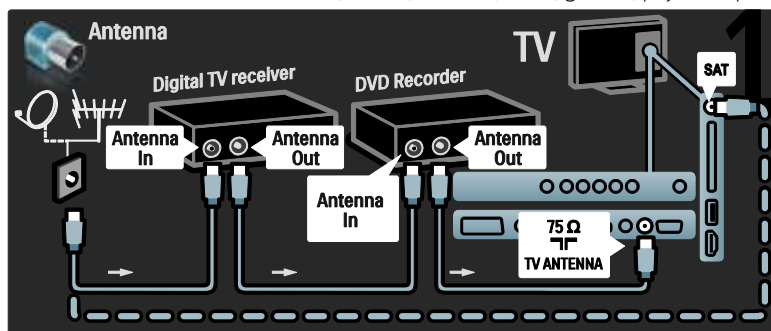 Antenna
TV
1
SAT
Digital TV receiver
DVD Recorder
Antenna
In
Antenna
Out
Antenna
In
Antenna
Out
75 Ω
TV ANTENNA